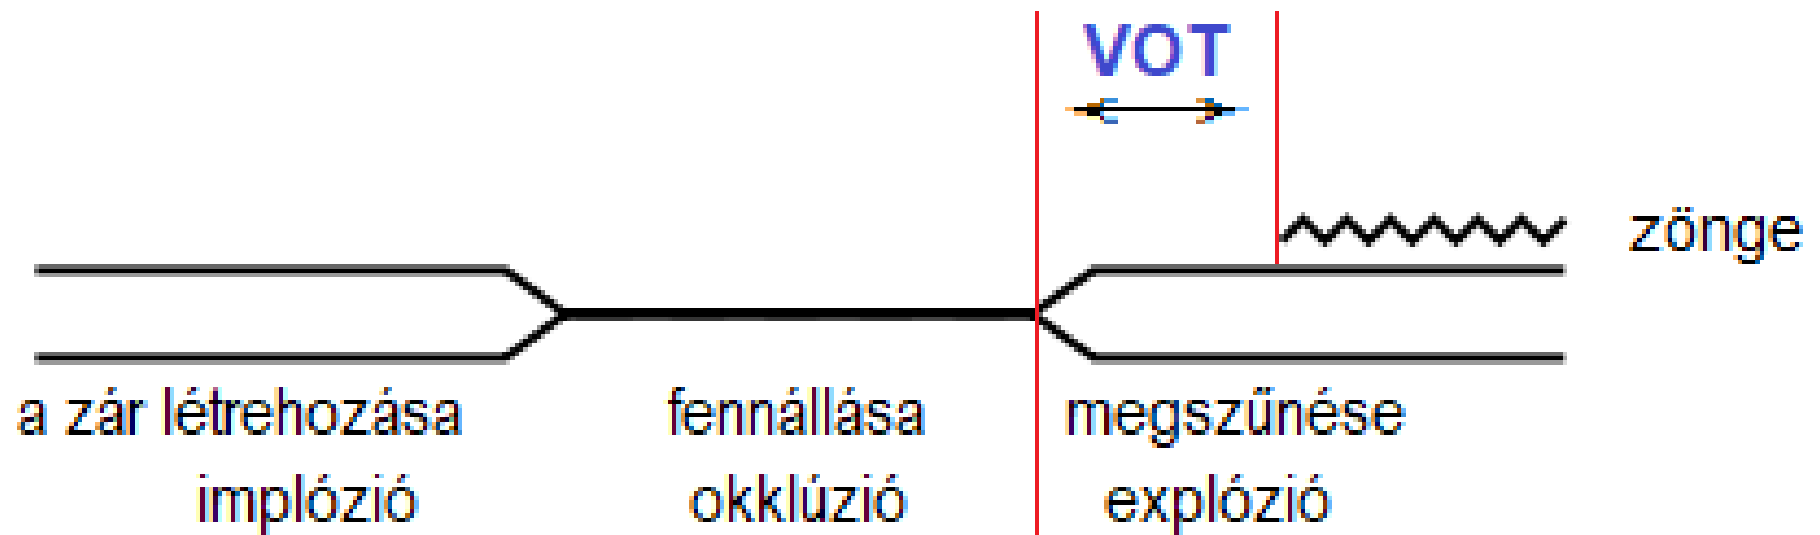 VOT
zönge
a zár létrehozása fennállása megszűnése
implózió okklúzió explózió